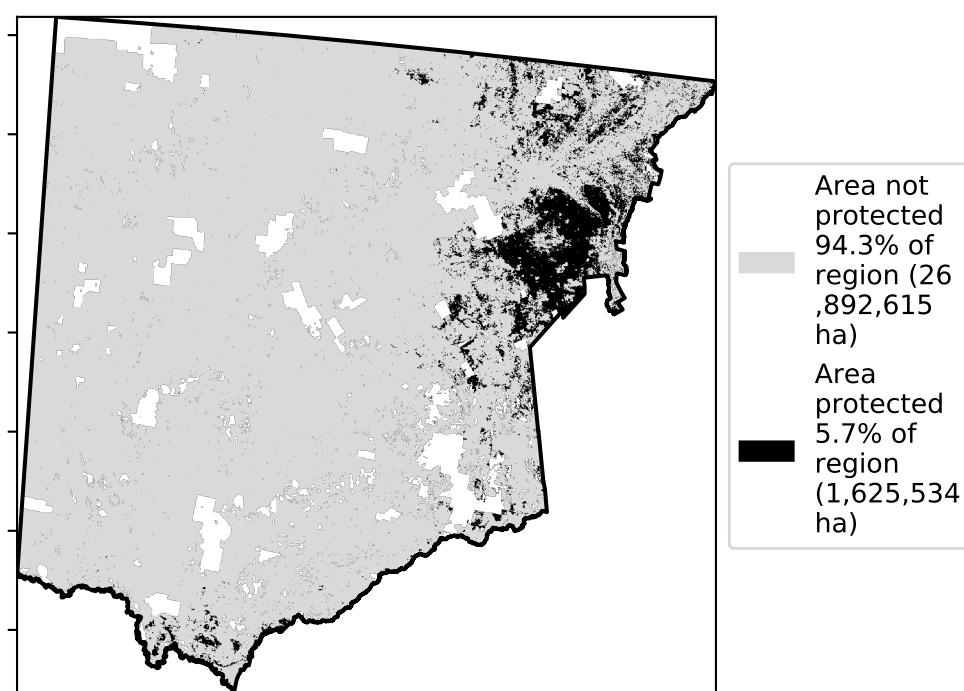 Area not
protected
94.3% of
region (26
,892,615
ha)
Area
protected
5.7% of
region
(1,625,534
ha)